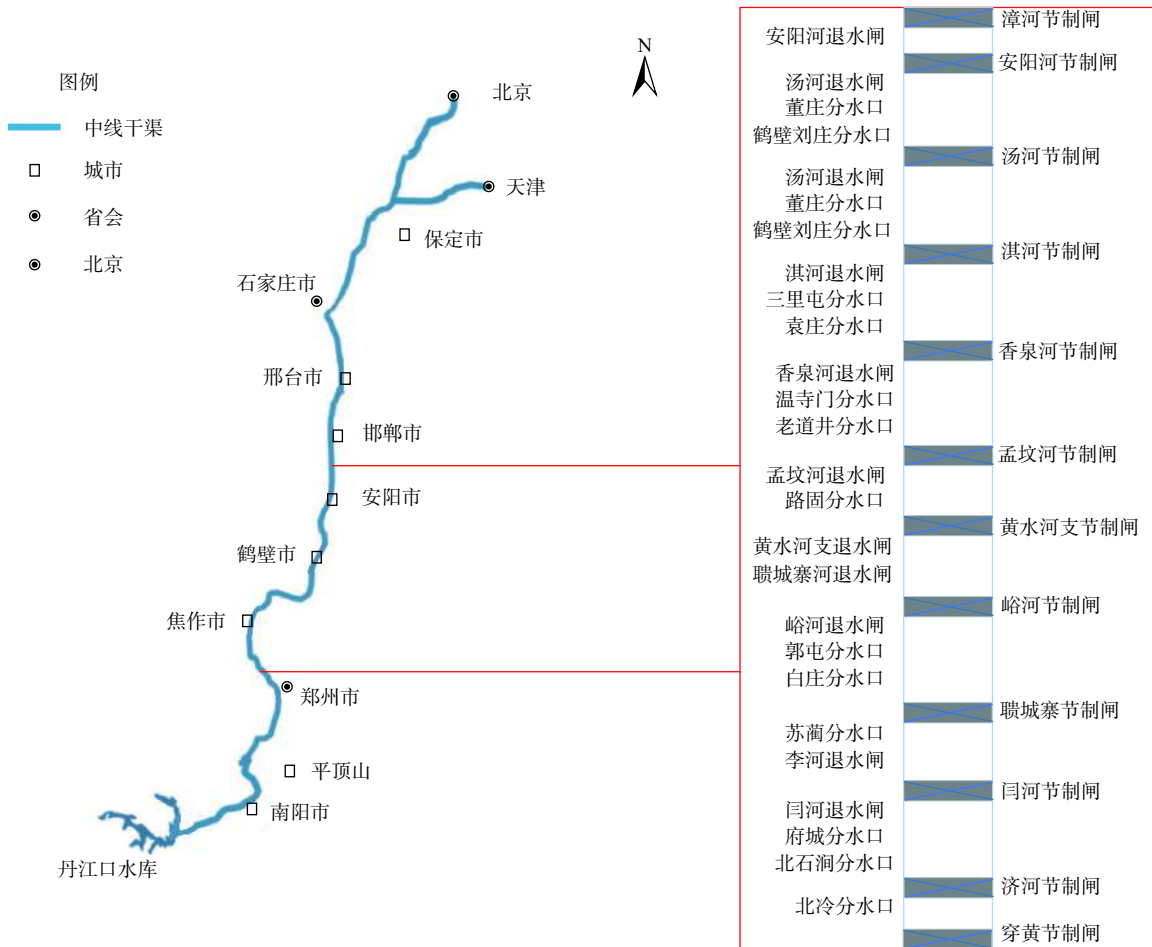 图例
中线干渠
城市
省会
北京
N
北京
天津
保定市
石家庄市
邢台市
邯郸市
安阳市
鹤壁市
焦作市
郑州市
平顶山
南阳市
丹江口水库
漳河节制闸
安阳河退水闸
安阳河节制闸
汤河退水闸
董庄分水口
鹤壁刘庄分水口
汤河节制闸
汤河退水闸
董庄分水口
鹤壁刘庄分水口
淇河节制闸
淇河退水闸
三里屯分水口
袁庄分水口
香泉河节制闸
香泉河退水闸
温寺门分水口
老道井分水口
孟坟河节制闸
孟坟河退水闸
路固分水口
黄水河支节制闸
黄水河支退水闸
聩城寨河退水闸
峪河节制闸
峪河退水闸
郭屯分水口
白庄分水口
聩城寨节制闸
苏蔺分水口
李河退水闸
闫河节制闸
闫河退水闸
府城分水口
北石涧分水口
济河节制闸
北冷分水口
穿黄节制闸